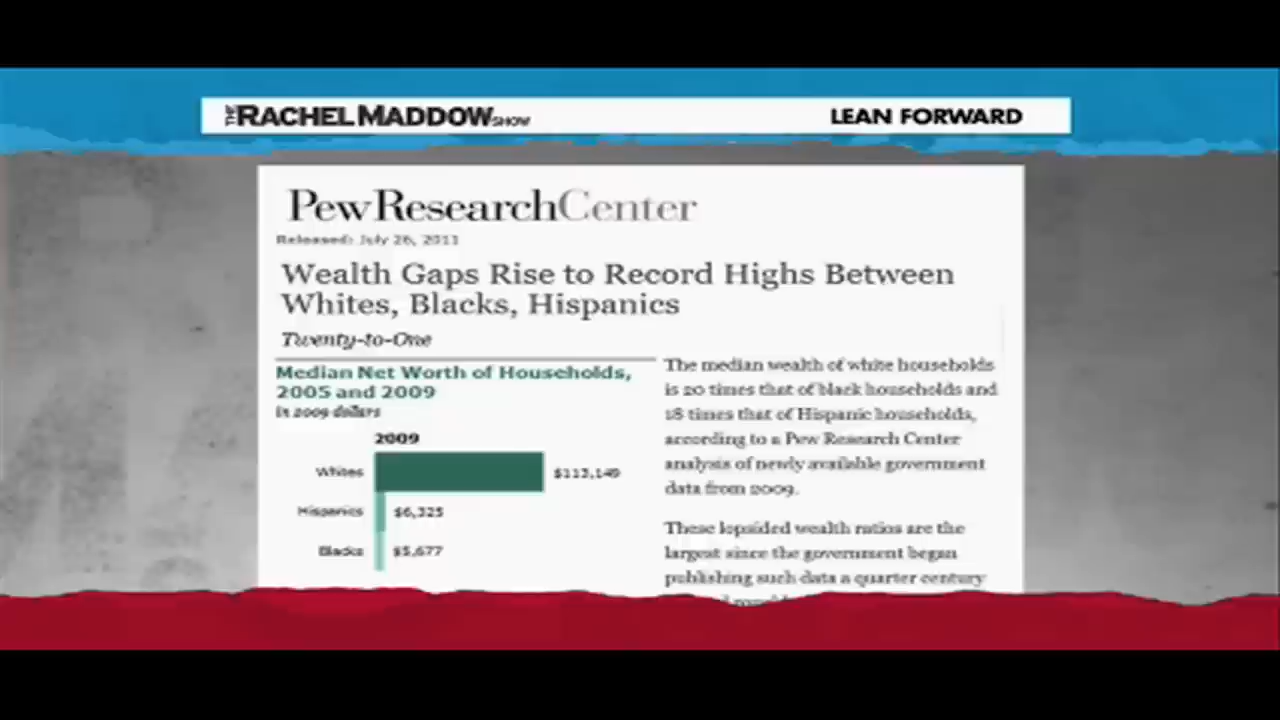 THE RACHEL MADDOW SHOW
LEAN FORWARD
PewResearchCenter
Released: July 26, 2011
Wealth Gaps Rise to Record Highs Between
Whites, Blacks, Hispanics
Twenty-to-One
Median Net Worth of Households,
2005 and 2009
in 2009 dollars
2009
Whites $113,149
Hispanics $6,325
Blacks $5,677
The median wealth of white households
is 20 times that of black households and
18 times that of Hispanic households,
according to a Pew Research Center
analysis of newly available government
data from 2009.
These lopsided wealth ratios are the
largest since the government began
publishing such data a quarter century